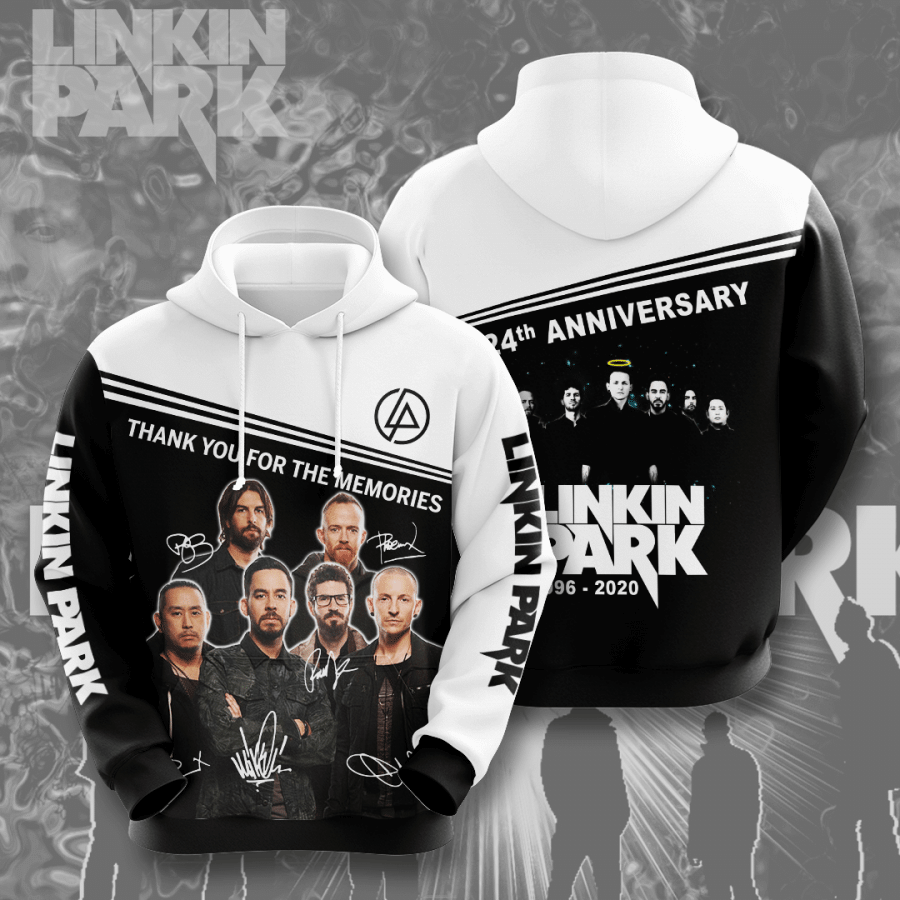 LINKIN
PARK
24th ANNIVERSARY
THANK YOU FOR THE MEMORIES
LINKIN PARK
LINKIN PARK
LINKIN
PARK
96 - 2020